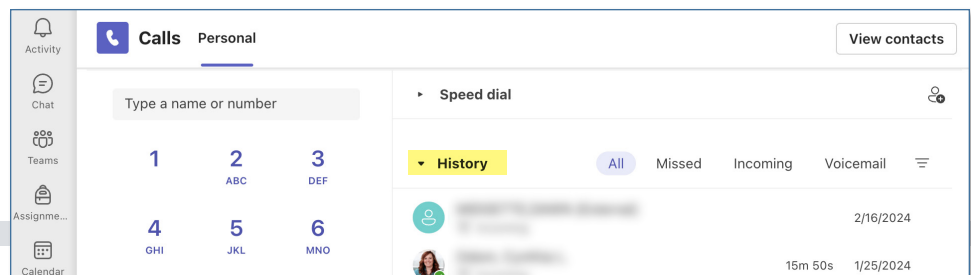 Activity
Chat
Teams
Assignme...
Calendar
Calls Personal
View contacts
Type a name or number
1 2 3
ABC DEF
4 5 6
GHI JKL MNO
Speed dial
History All Missed Incoming Voicemail
2/16/2024
15m 50s 1/25/2024